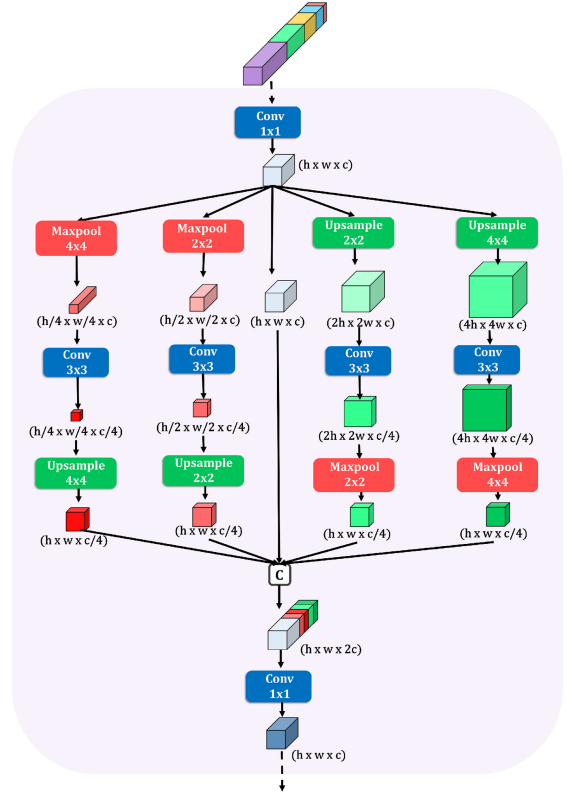 Conv
1x1
(h x w x c)
Maxpool
4x4
Maxpool
2x2
Upsample
2x2
Upsample
4x4
(h/4 x w/4 x c)
(h/2 x w/2 x c)
(h x w x c)
(2h x 2w x c)
(4h x 4w x c)
Conv
3x3
Conv
3x3
Conv
3x3
Conv
3x3
(h/4 x w/4 x c/4)
(h/2 x w/2 x c/4)
(2h x 2w x c/4)
(4h x 4w x c/4)
Upsample
4x4
Upsample
2x2
Maxpool
2x2
Maxpool
4x4
(h x w x c/4)
(h x w x c/4)
(h x w x c/4)
(h x w x c/4)
C
(h x w x 2c)
Conv
1x1
(h x w x c)